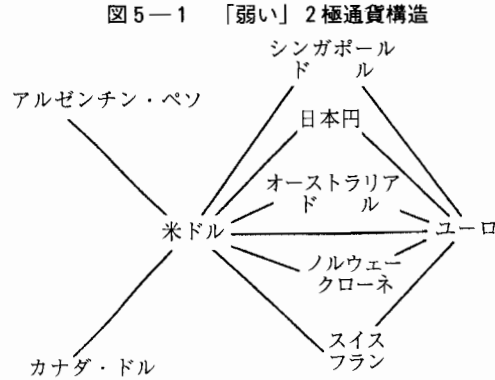 図5—1 「弱い」2極通貨構造
シンガポール
ド　ル
アルゼンチン・ペソ
日本円
オーストラリア
ド　ル
米ドル
ユーロ
ノルウェー
クローネ
スイス
フラン
カナダ・ドル